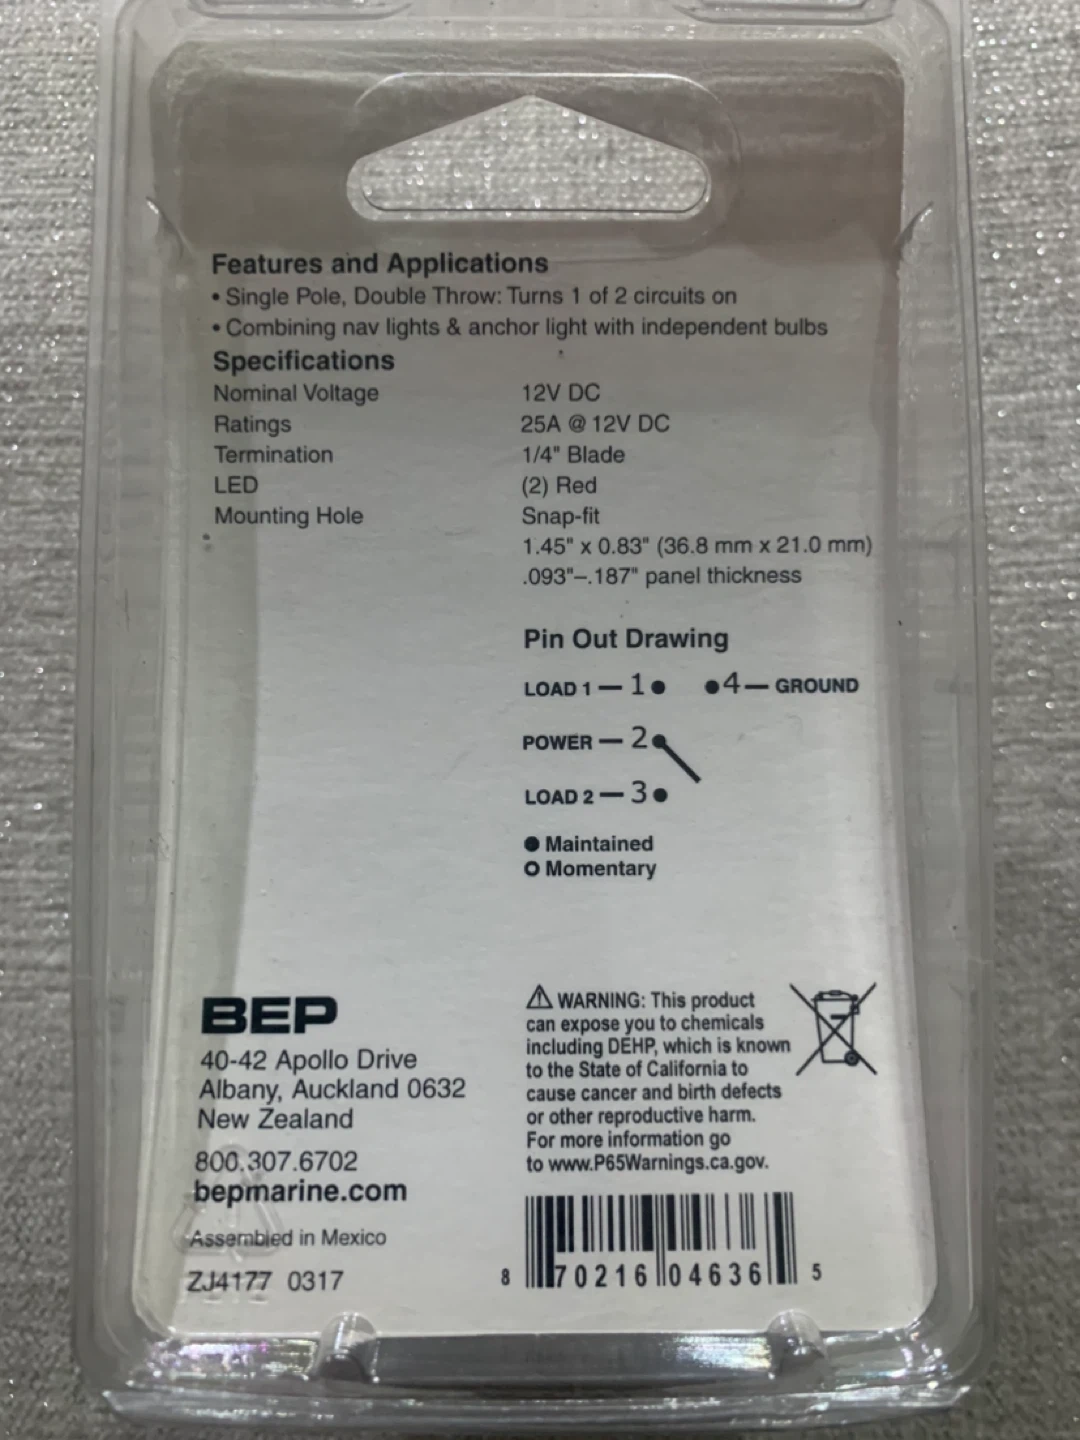 Features and Applications
• Single Pole, Double Throw: Turns 1 of 2 circuits on
• Combining nav lights & anchor light with independent bulbs
Specifications
Nominal Voltage 12V DC
Ratings 25A @ 12V DC
Termination 1/4" Blade
LED (2) Red
Mounting Hole Snap-fit
1.45" x 0.83" (36.8 mm x 21.0 mm)
.093"–.187" panel thickness
Pin Out Drawing
LOAD 1 — 1 ● ● 4 — GROUND
POWER — 2 ●
LOAD 2 — 3 ●
● Maintained
○ Momentary
BEP
40-42 Apollo Drive
Albany, Auckland 0632
New Zealand
800.307.6702
bepmarine.com
Assembled in Mexico
ZJ4177 0317
⚠ WARNING: This product
can expose you to chemicals
including DEHP, which is known
to the State of California to
cause cancer and birth defects
or other reproductive harm.
For more information go
to www.P65Warnings.ca.gov.
8 70216 04636 5